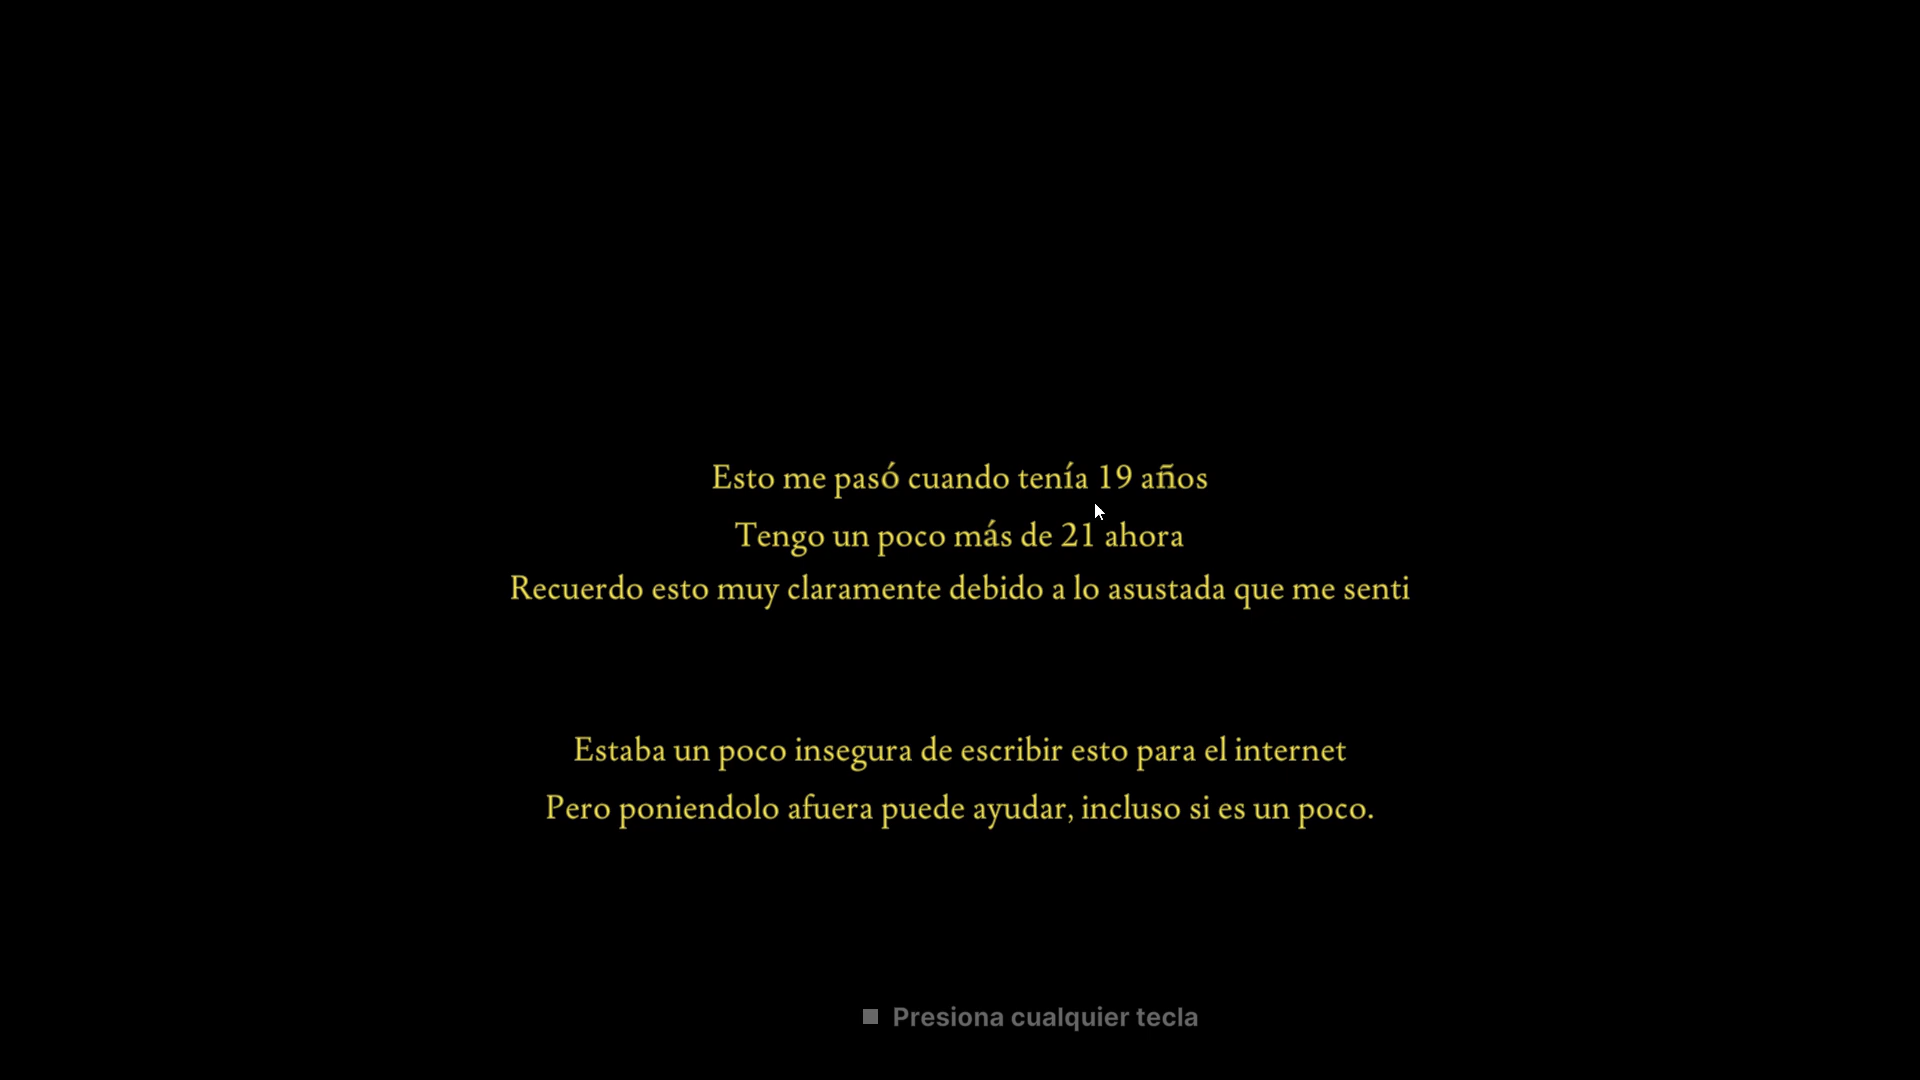 Esto me pasó cuando tenía 19 años
Tengo un poco más de 21 ahora
Recuerdo esto muy claramente debido a lo asustada que me senti
Estaba un poco insegura de escribir esto para el internet
Pero poniendolo afuera puede ayudar, incluso si es un poco.
Presiona cualquier tecla